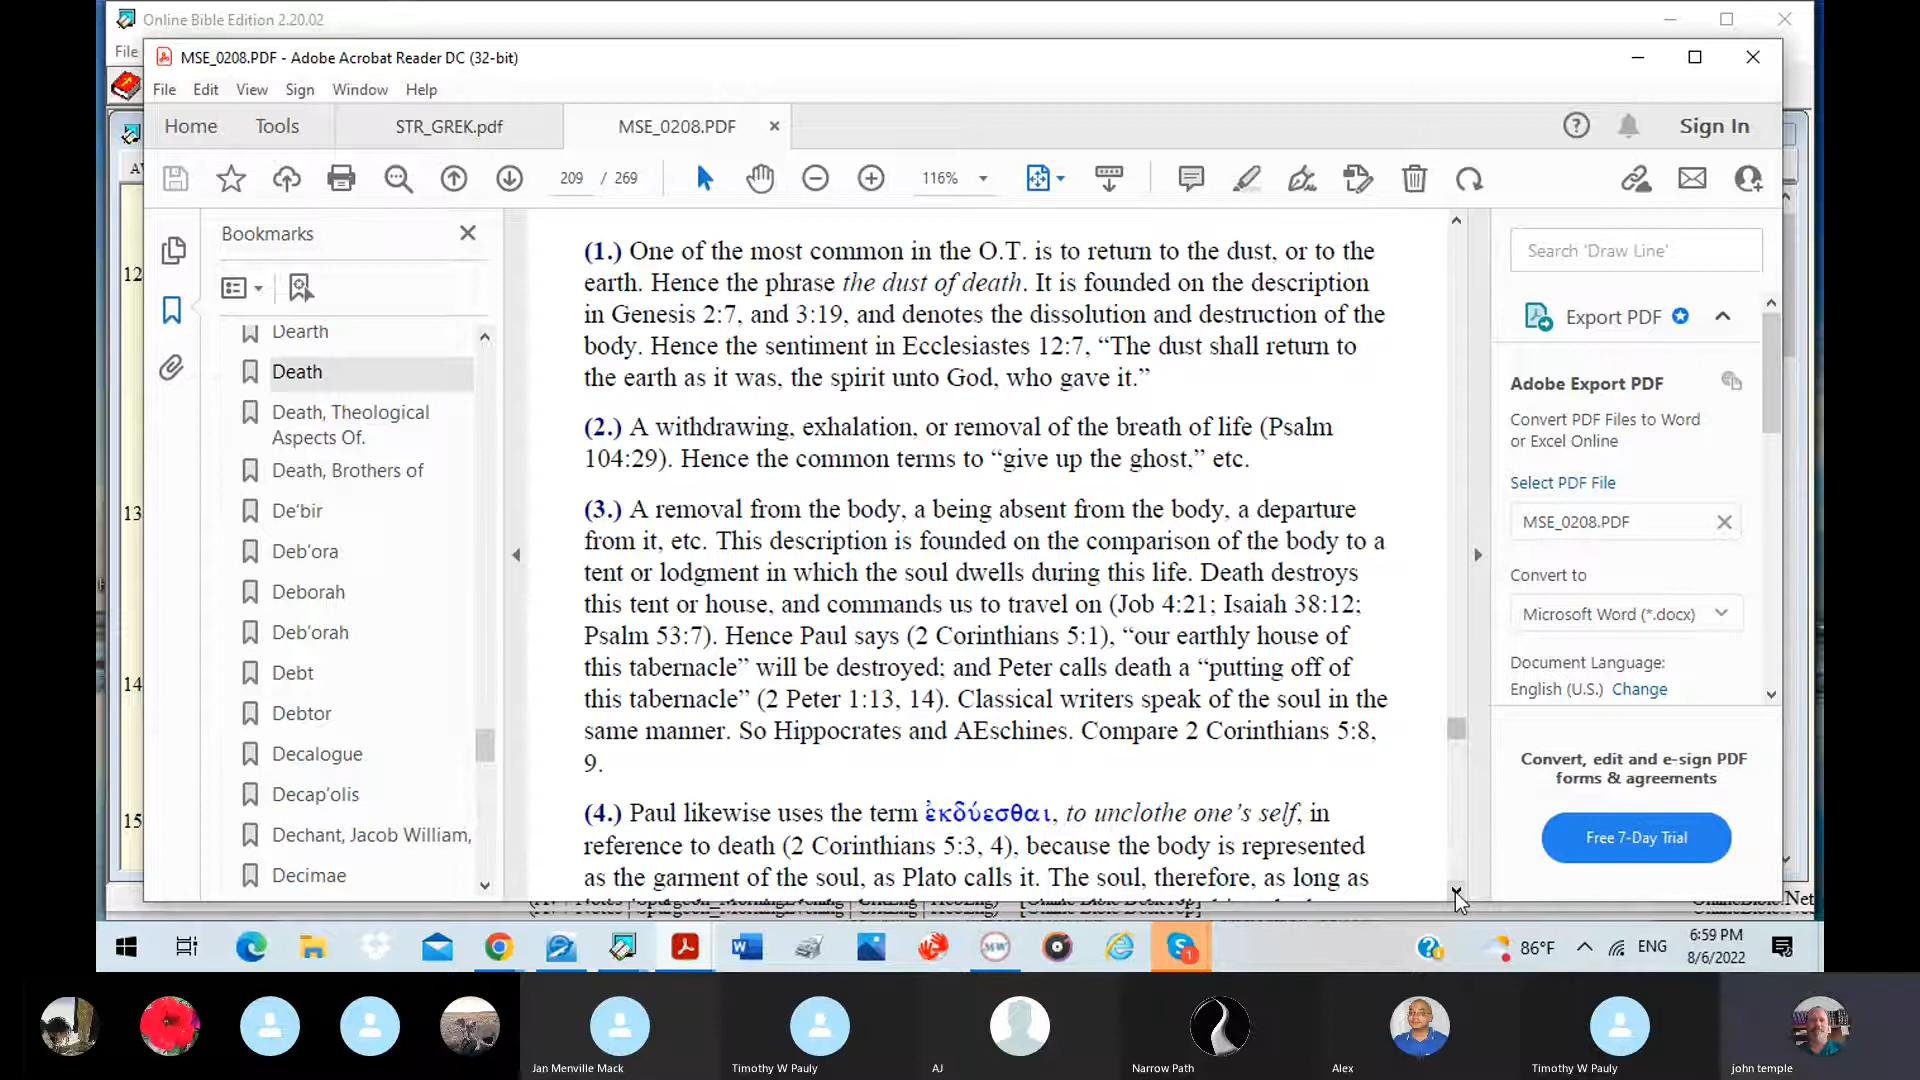 Online Bible Edition 2.20.02
File
MSE_0208.PDF - Adobe Acrobat Reader DC (32-bit)
File Edit View Sign Window Help
Home Tools STR_GREK.pdf MSE_0208.PDF Sign In
209 / 269 116%
Bookmarks
Dearth
Death
Death, Theological
Aspects Of.
Death, Brothers of
De'bir
Deb'ora
Deborah
Deb'orah
Debt
Debtor
Decalogue
Decap'olis
Dechant, Jacob William,
Decimae
12
13
14
15
(1.) One of the most common in the O.T. is to return to the dust, or to the
earth. Hence the phrase the dust of death. It is founded on the description
in Genesis 2:7, and 3:19, and denotes the dissolution and destruction of the
body. Hence the sentiment in Ecclesiastes 12:7, “The dust shall return to
the earth as it was, the spirit unto God, who gave it.”
(2.) A withdrawing, exhalation, or removal of the breath of life (Psalm
104:29). Hence the common terms to “give up the ghost,” etc.
(3.) A removal from the body, a being absent from the body, a departure
from it, etc. This description is founded on the comparison of the body to a
tent or lodgment in which the soul dwells during this life. Death destroys
this tent or house, and commands us to travel on (Job 4:21; Isaiah 38:12;
Psalm 53:7). Hence Paul says (2 Corinthians 5:1), “our earthly house of
this tabernacle” will be destroyed; and Peter calls death a “putting off of
this tabernacle” (2 Peter 1:13, 14). Classical writers speak of the soul in the
same manner. So Hippocrates and AEschines. Compare 2 Corinthians 5:8,
9.
(4.) Paul likewise uses the term ἐκδύεσθαι, to unclothe one’s self, in
reference to death (2 Corinthians 5:3, 4), because the body is represented
as the garment of the soul, as Plato calls it. The soul, therefore, as long as
Search 'Draw Line'
Export PDF
Adobe Export PDF
Convert PDF Files to Word
or Excel Online
Select PDF File
MSE_0208.PDF
Convert to
Microsoft Word (*.docx)
Document Language:
English (U.S.) Change
Convert, edit and e-sign PDF
forms & agreements
Free 7-Day Trial
86°F ENG 6:59 PM
8/6/2022
Jan Menville Mack
Timothy W Pauly
AJ
Narrow Path
Alex
Timothy W Pauly
john temple